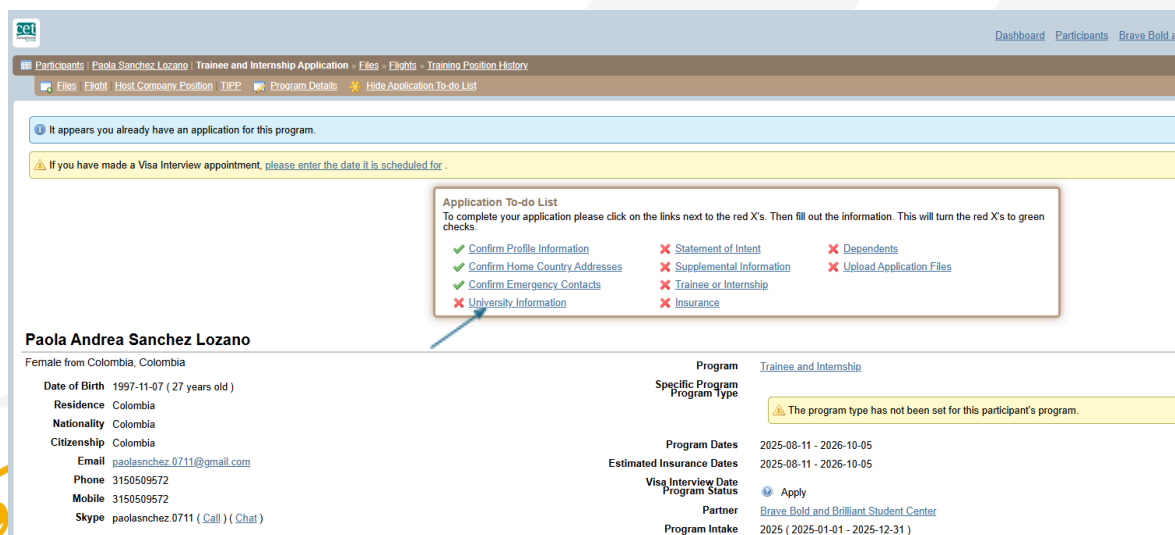 cet
Dashboard Participants Brave Bold a
Participants | Paola Sanchez Lozano | Trainee and Internship Application » Files » Flights » Training Position History
Files | Flight | Host Company Position | TIPP Program Details Hide Application To-do List
It appears you already have an application for this program.
If you have made a Visa Interview appointment, please enter the date it is scheduled for .
Application To-do List
To complete your application please click on the links next to the red X's. Then fill out the information. This will turn the red X's to green
checks.
Confirm Profile Information Statement of Intent Dependents
Confirm Home Country Addresses Supplemental Information Upload Application Files
Confirm Emergency Contacts Trainee or Internship
University Information Insurance
Paola Andrea Sanchez Lozano
Female from Colombia, Colombia
Date of Birth 1997-11-07 ( 27 years old )
Residence Colombia
Nationality Colombia
Citizenship Colombia
Email paolasnchez.0711@gmail.com
Phone 3150509572
Mobile 3150509572
Skype paolasnchez.0711 ( Call ) ( Chat )
Program Trainee and Internship
Specific Program
Program Type
The program type has not been set for this participant's program.
Program Dates 2025-08-11 - 2026-10-05
Estimated Insurance Dates 2025-08-11 - 2026-10-05
Visa Interview Date
Program Status Apply
Partner Brave Bold and Brilliant Student Center
Program Intake 2025 ( 2025-01-01 - 2025-12-31 )